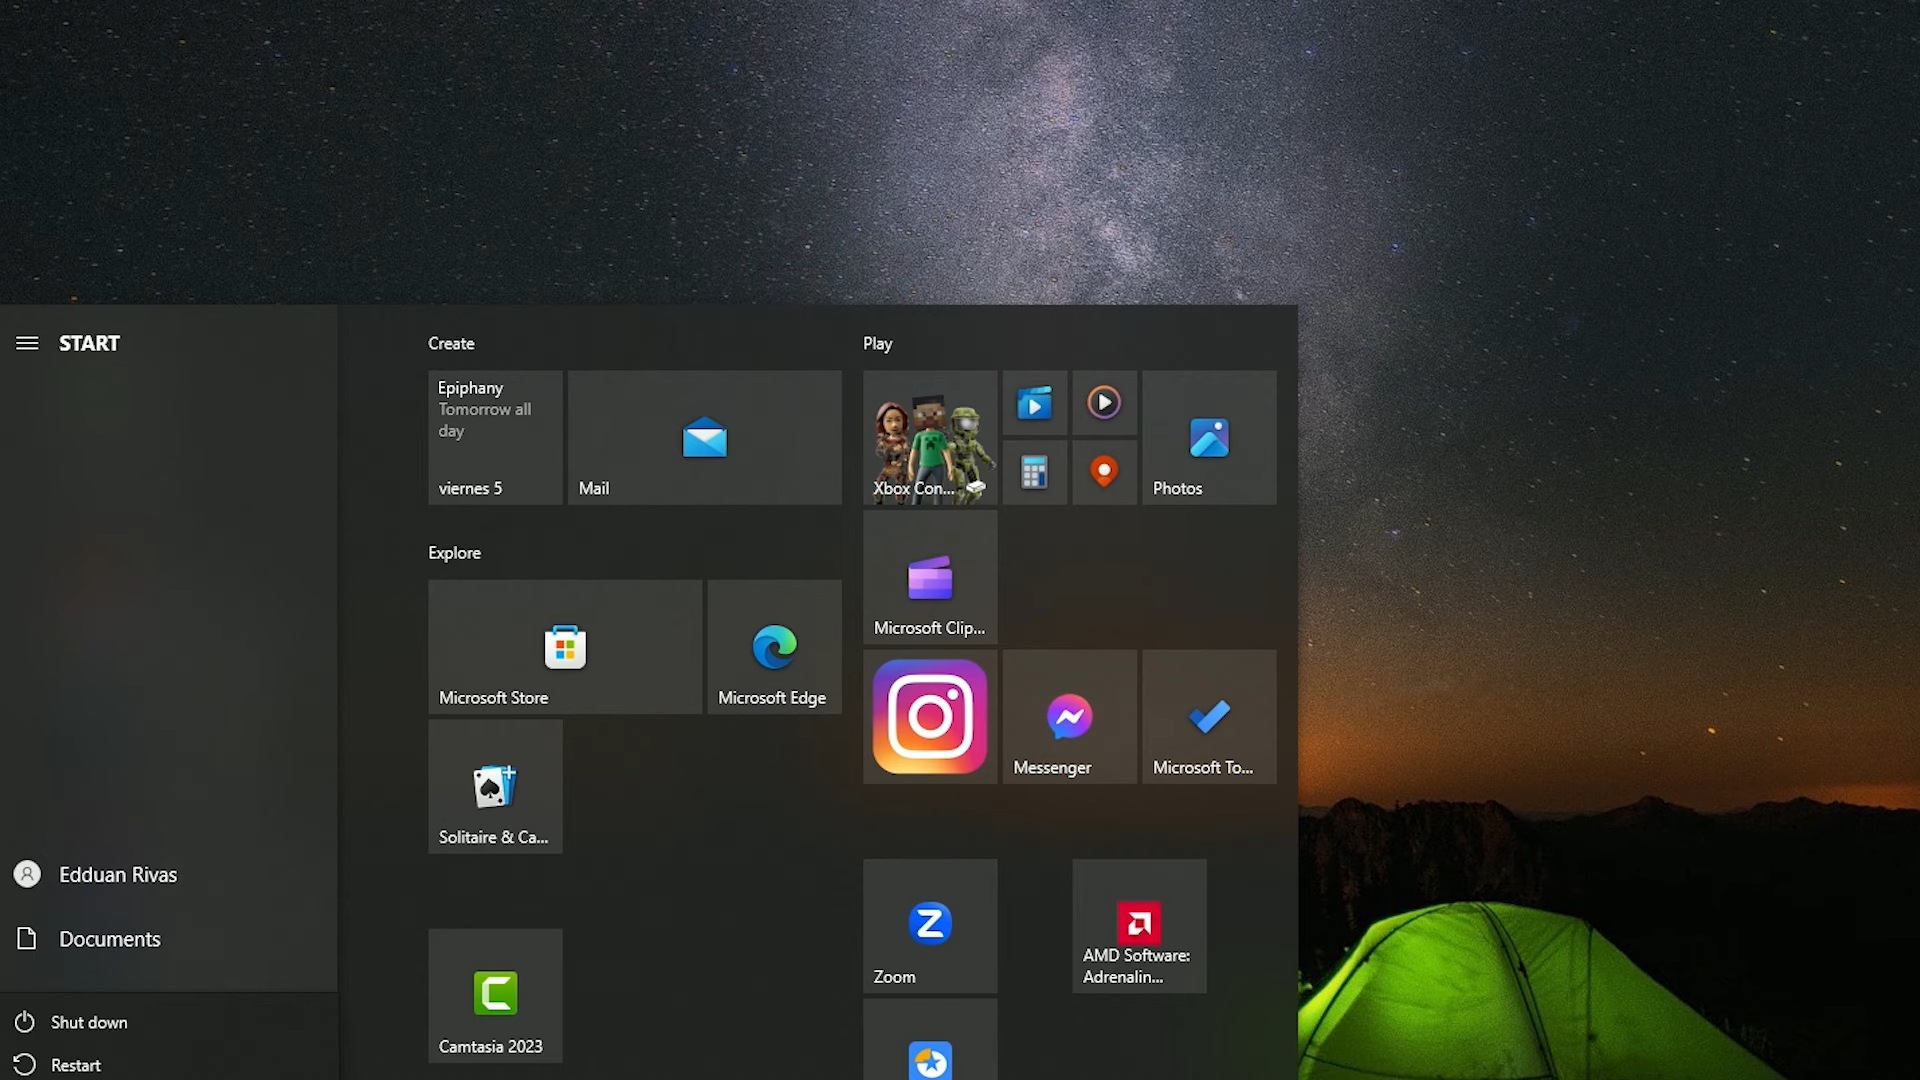 START
Edduan Rivas
Documents
Shut down
Restart
Create
Epiphany
Tomorrow all
day
viernes 5
Mail
Explore
Microsoft Store
Microsoft Edge
Solitaire & Ca...
Camtasia 2023
Play
Xbox Con...
Photos
Microsoft Clip...
Messenger
Microsoft To...
Zoom
AMD Software:
Adrenalin...